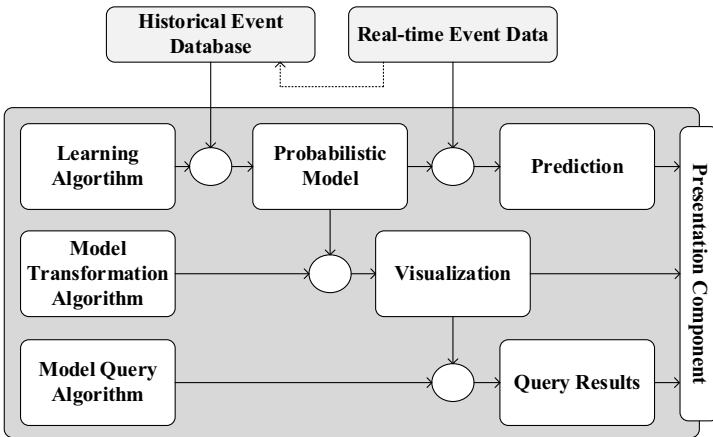 Historical Event
Database
Real-time Event Data
Learning
Algortihm
Probabilistic
Model
Prediction
Model
Transformation
Algorithm
Visualization
Model Query
Algorithm
Query Results
Presentation Component